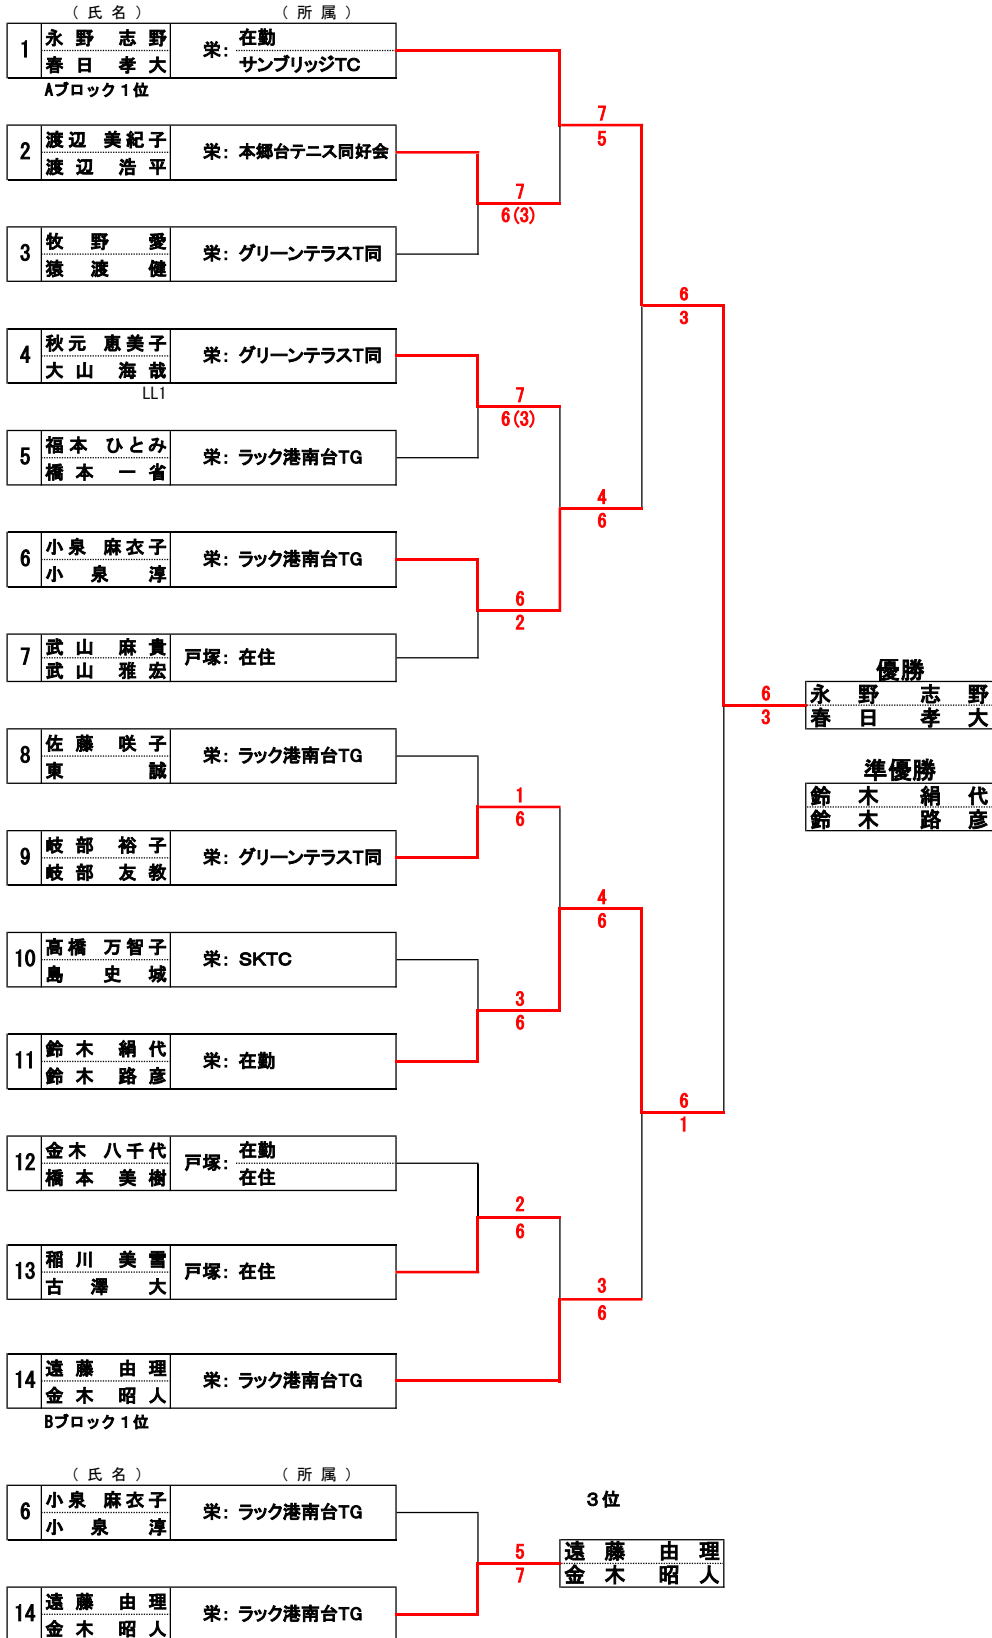 （ 氏 名 ） （ 所 属 ）
1 永 野 志 野 栄： 在勤
春 日 孝 大 サンブリッジTC
Aブロック１位
7
5
2 渡辺 美紀子 栄： 本郷台テニス同好会
渡 辺 浩 平
7
6(3)
3 牧 野 愛 栄： グリーンテラスT同
猿 渡 健
6
3
4 秋元 恵美子 栄： グリーンテラスT同
大 山 海 哉
LL1
7
6(3)
5 福本 ひとみ 栄： ラック港南台TG
橋 本 一 省
4
6
6 小泉 麻衣子 栄： ラック港南台TG
小 泉 淳
6
2
7 武 山 麻 貴 戸塚： 在住
武 山 雅 宏
優勝
6 永 野 志 野
3 春 日 孝 大
8 佐 藤 咲 子 栄： ラック港南台TG
東 誠
準優勝
鈴 木 絹 代
鈴 木 路 彦
1
6
9 岐 部 裕 子 栄： グリーンテラスT同
岐 部 友 教
4
6
10 高橋 万智子 栄： SKTC
島 史 城
3
6
11 鈴 木 絹 代 栄： 在勤
鈴 木 路 彦
6
1
12 金木 八千代 戸塚： 在勤
橋 本 美 樹 在住
2
6
13 稲 川 美 雪 戸塚： 在住
古 澤 大
3
6
14 遠 藤 由 理 栄： ラック港南台TG
金 木 昭 人
Bブロック１位
（ 氏 名 ） （ 所 属 ）
6 小泉 麻衣子 栄： ラック港南台TG
小 泉 淳
３位
5 遠 藤 由 理
7 金 木 昭 人
14 遠 藤 由 理 栄： ラック港南台TG
金 木 昭 人